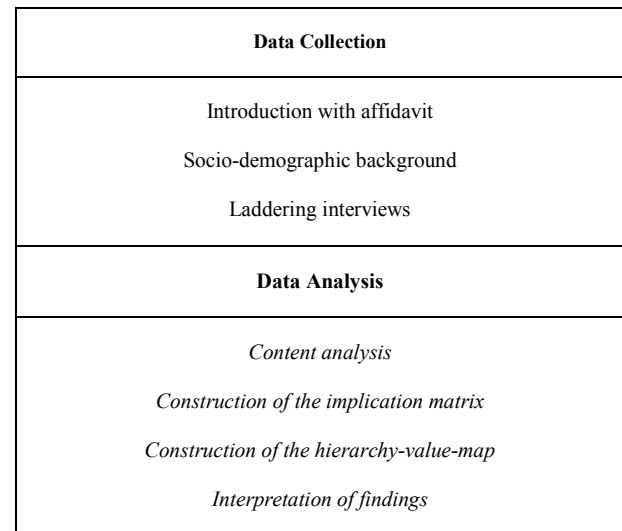 Data Collection
Introduction with affidavit
Socio-demographic background
Laddering interviews
Data Analysis
Content analysis
Construction of the implication matrix
Construction of the hierarchy-value-map
Interpretation of findings